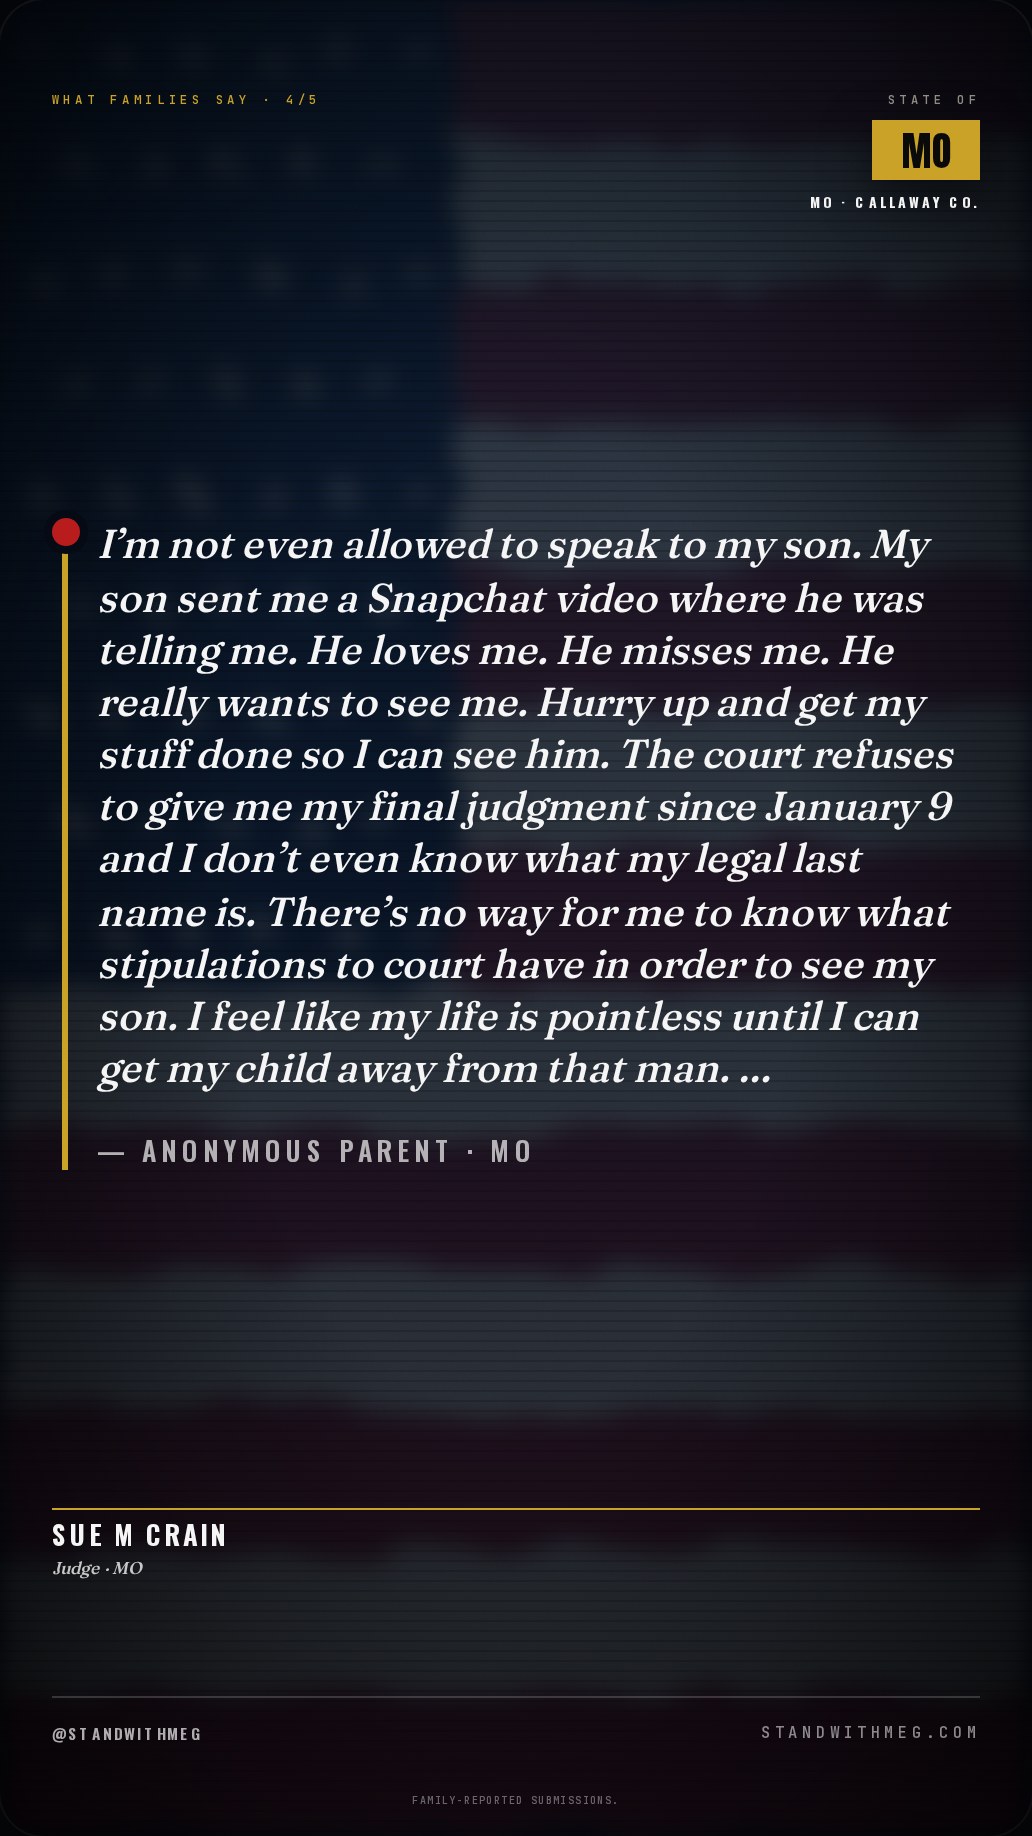 WHAT FAMILIES SAY · 4/5
STATE OF
MO
MO · CALLAWAY CO.
I’m not even allowed to speak to my son. My
son sent me a Snapchat video where he was
telling me. He loves me. He misses me. He
really wants to see me. Hurry up and get my
stuff done so I can see him. The court refuses
to give me my final judgment since January 9
and I don’t even know what my legal last
name is. There’s no way for me to know what
stipulations to court have in order to see my
son. I feel like my life is pointless until I can
get my child away from that man. ...
— ANONYMOUS PARENT · MO
SUE M CRAIN
Judge · MO
@STANDWITHMEG
STANDWITHMEG.COM
FAMILY-REPORTED SUBMISSIONS.